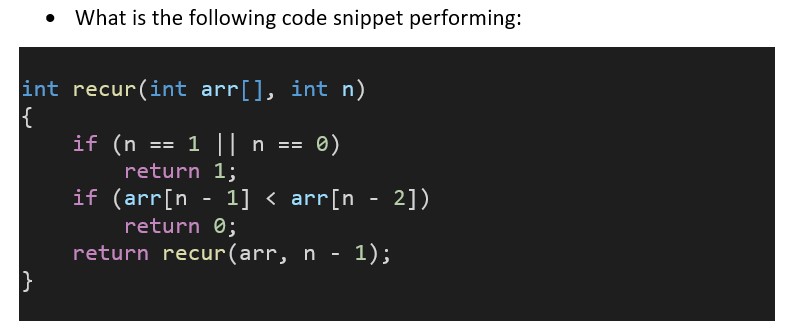 • What is the following code snippet performing:
int recur(int arr[], int n)
{
    if (n == 1 || n == 0)
        return 1;
    if (arr[n - 1] < arr[n - 2])
        return 0;
    return recur(arr, n - 1);
}